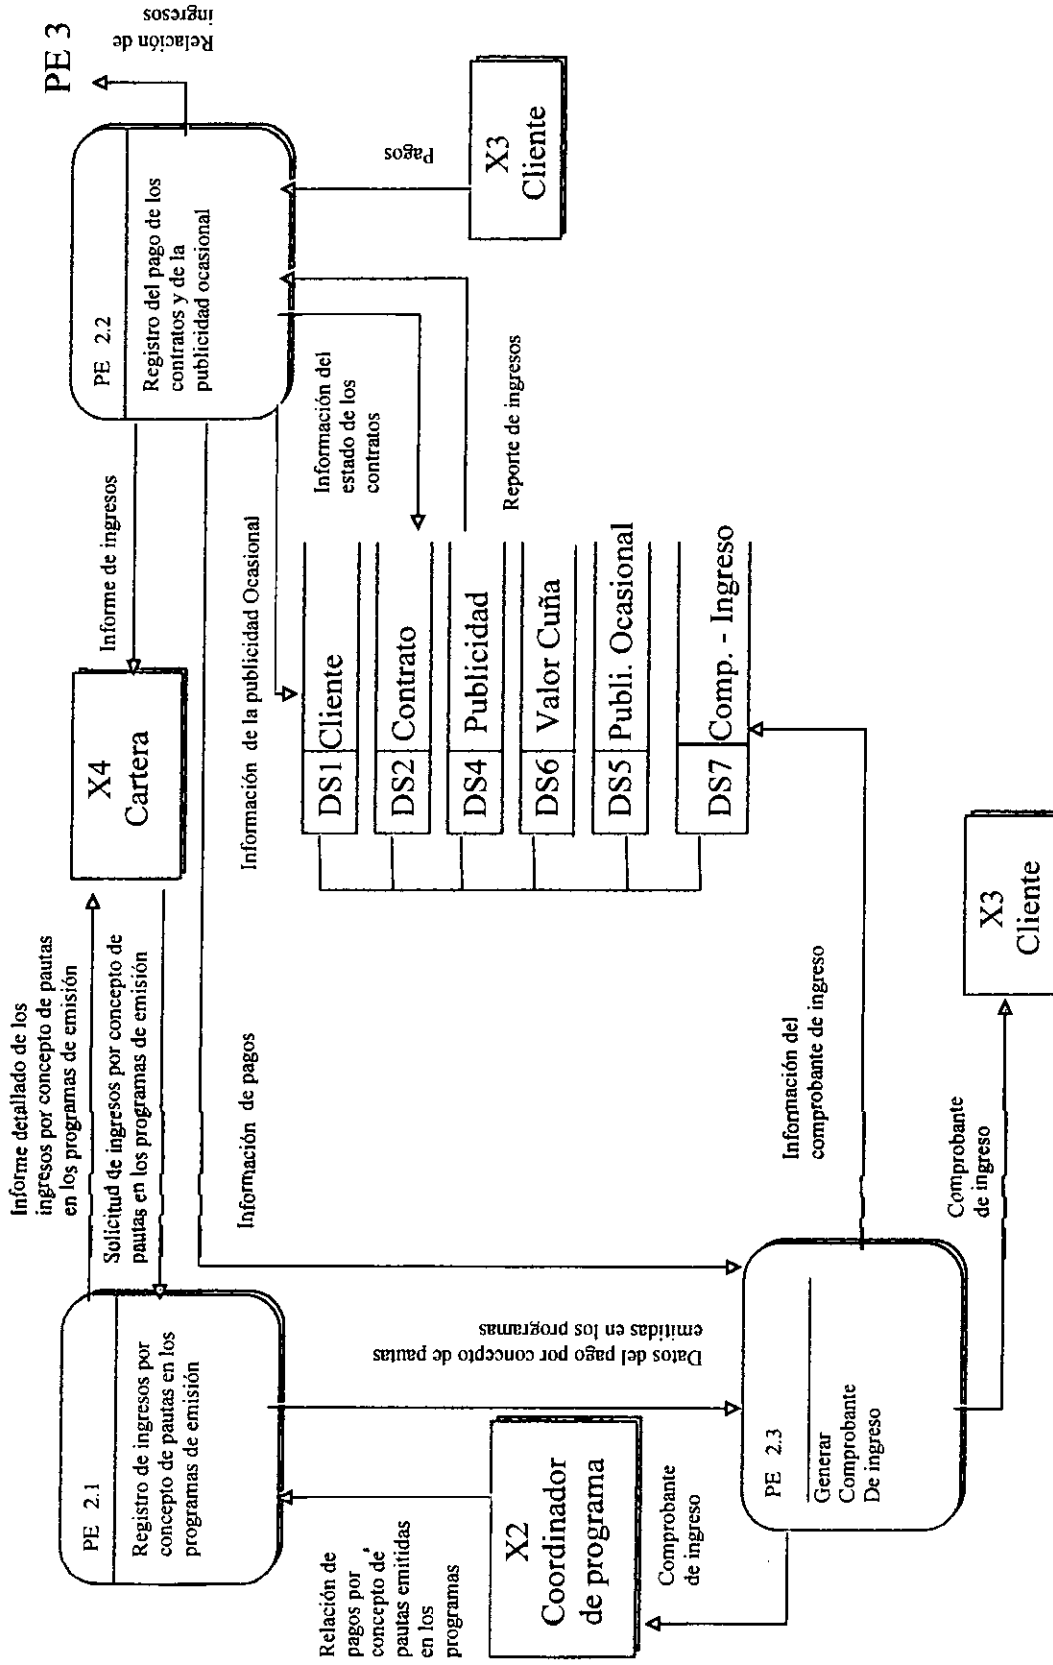 Informe detallado de los
ingresos por concepto de pautas
en los programas de emisión
Solicitud de ingresos por concepto de
pautas en los programas de emisión
PE 2.1
Registro de ingresos por
concepto de pautas en los
programas de emisión
X4
Cartera
Informe de ingresos
PE 2.2
Registro del pago de los
contratos y de la
publicidad ocasional
PE 3
Relación de
ingresos
Información de pagos
Información de la publicidad Ocasional
Información del
estado de los
contratos
Pagos
X3
Cliente
Relación de
pagos por
concepto de
pautas emitidas
en los
programas
X2
Coordinador
de programa
Datos del pago por concepto de pautas
emitidas en los programas
DS1 Cliente
DS2 Contrato
DS4 Publicidad
DS6 Valor Cuña
DS5 Publi. Ocasional
DS7 Comp. - Ingreso
Reporte de ingresos
Comprobante
de ingreso
PE 2.3
Generar
Comprobante
De ingreso
Información del
comprobante de ingreso
Comprobante
de ingreso
X3
Cliente